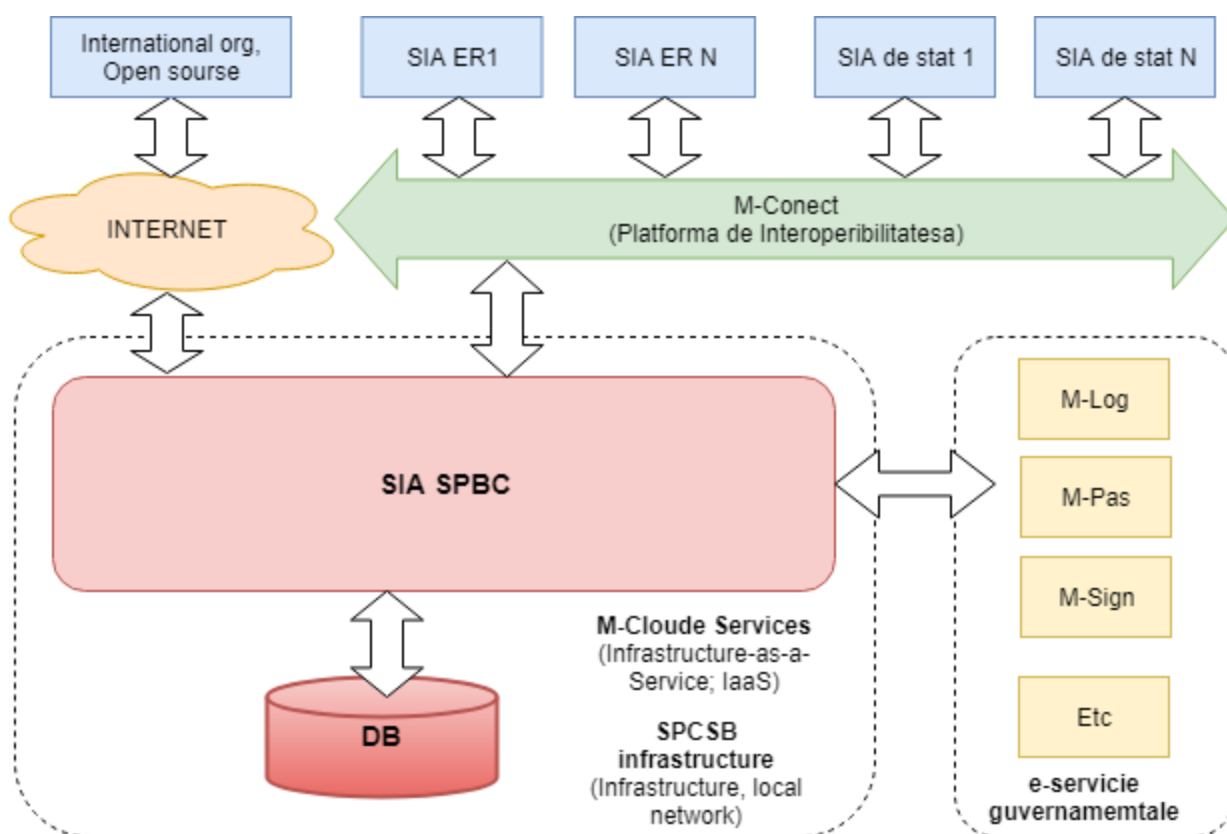 International org,
Open sourse
SIA ER1
SIA ER N
SIA de stat 1
SIA de stat N
INTERNET
M-Conect
(Platforma de Interoperibilitatesa)
SIA SPBC
M-Log
M-Pas
M-Sign
Etc
e-servicie
guvernamemtale
M-Cloude Services
(Infrastructure-as-a-
Service; IaaS)
SPCSB
infrastructure
(Infrastructure, local
network)
DB